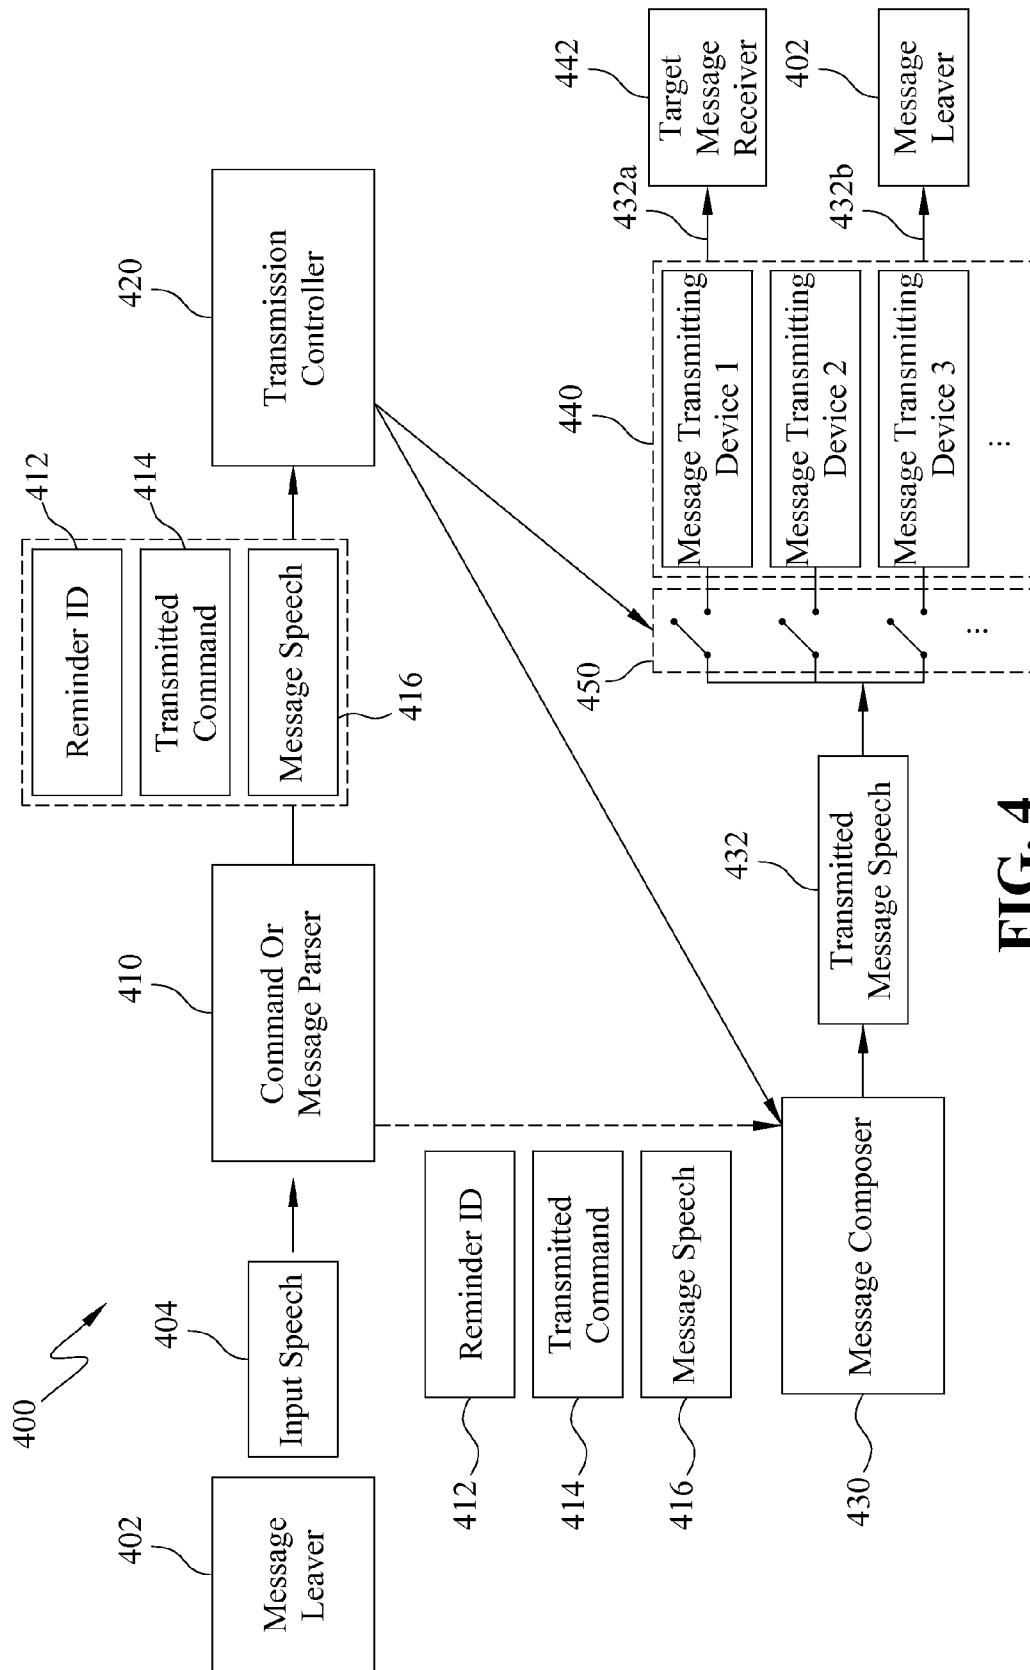 400
402
Message
Leaver
404
Input Speech
410
Command Or
Message Parser
412
Reminder ID
414
Transmitted
Command
Message Speech
416
420
Transmission
Controller
412
Reminder ID
414
Transmitted
Command
416
Message Speech
430
Message Composer
432
Transmitted
Message Speech
450
...
440
Message Transmitting
Device 1
Message Transmitting
Device 2
Message Transmitting
Device 3
...
432a
432b
442
Target
Message
Receiver
402
Message
Leaver
FIG. 4